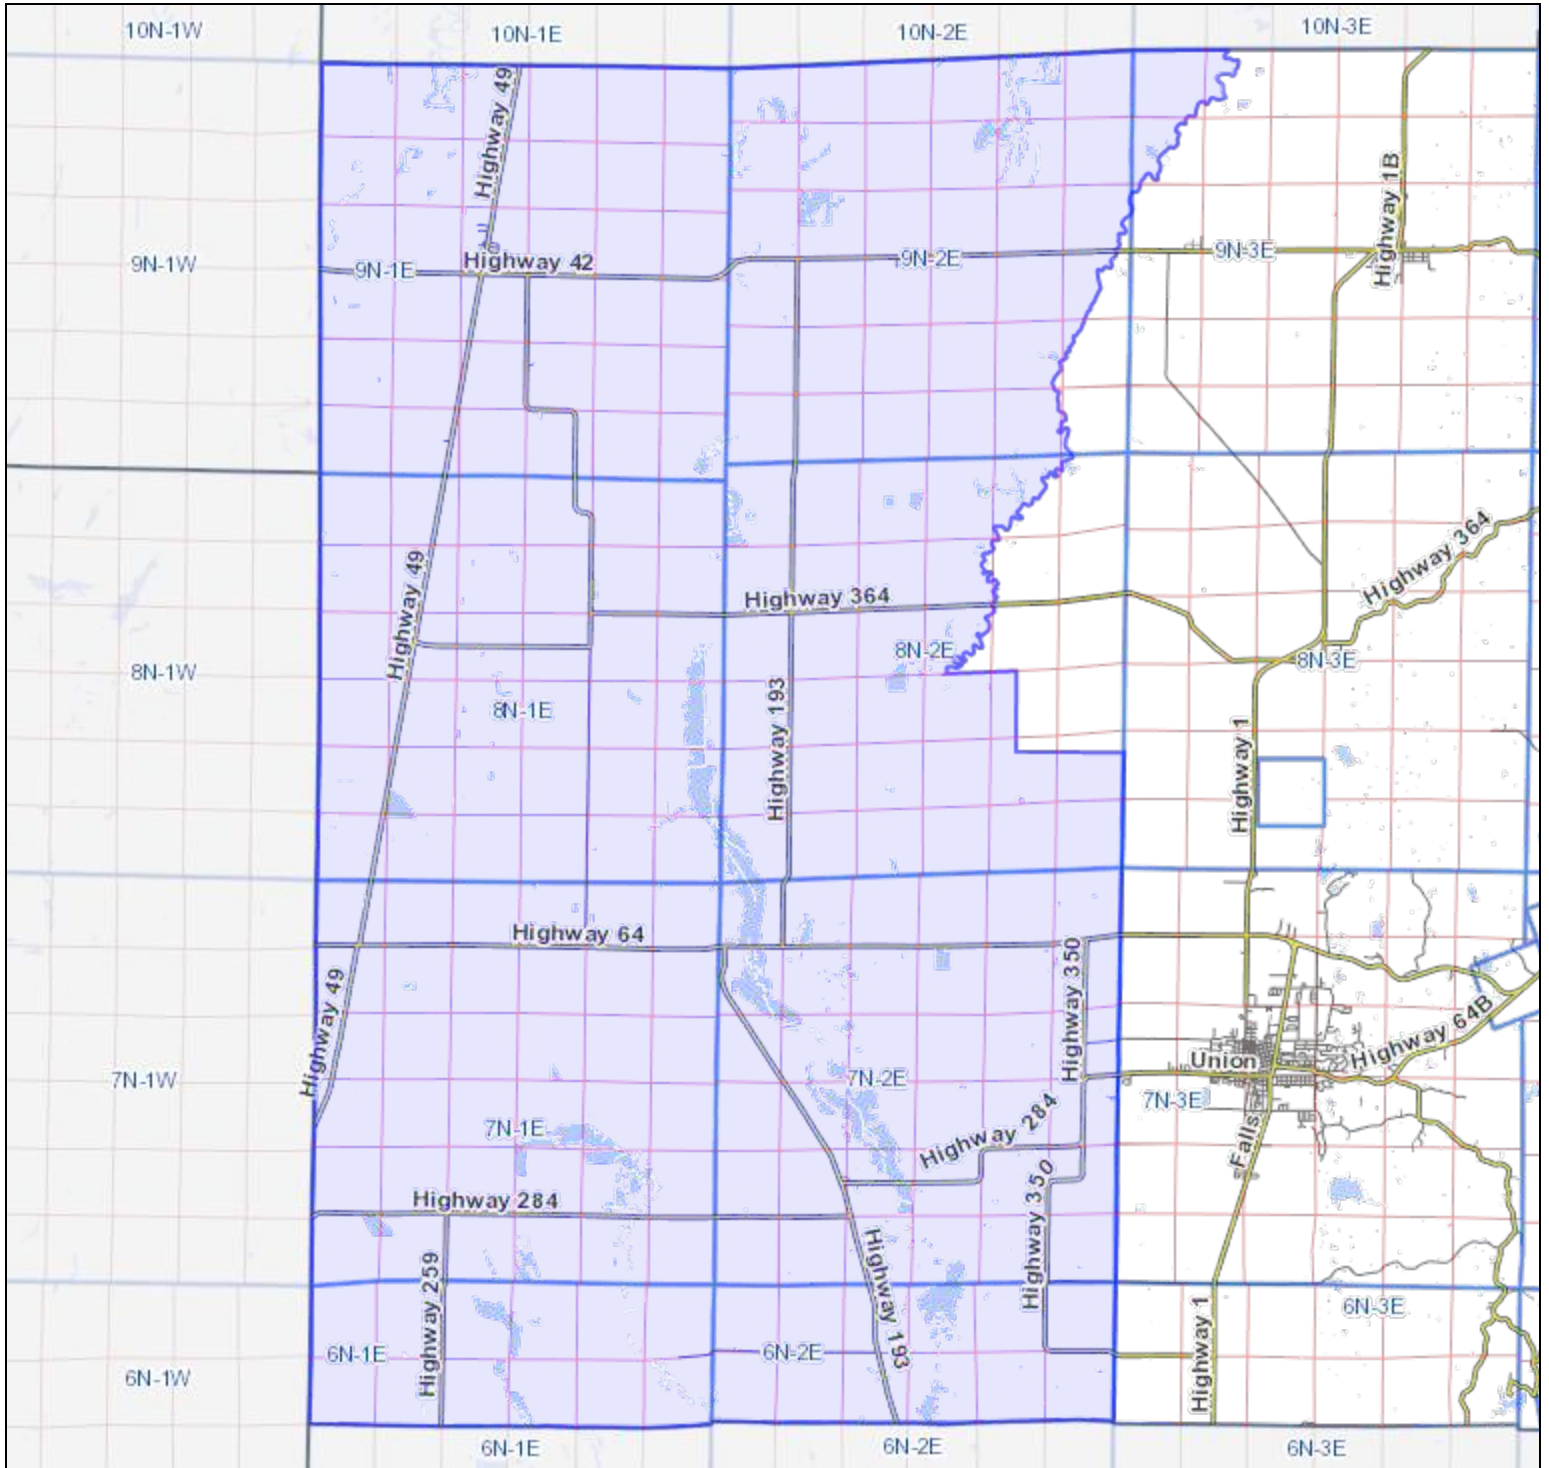 10N-1W
10N-1E
10N-2E
10N-3E
Highway 49
Highway 1B
9N-1W
9N-1E
Highway 42
9N-2E
9N-3E
Highway 364
Highway 49
Highway 364
8N-1W
8N-2E
8N-3E
8N-1E
Highway 193
Highway 1
Highway 64
Highway 350
Highway 49
Highway 64B
Union
7N-1W
7N-2E
7N-3E
7N-1E
Highway 284
Falls
Highway 284
Highway 350
Highway 259
Highway 193
Highway 1
6N-3E
6N-1E
6N-2E
6N-1W
6N-1E
6N-2E
6N-3E